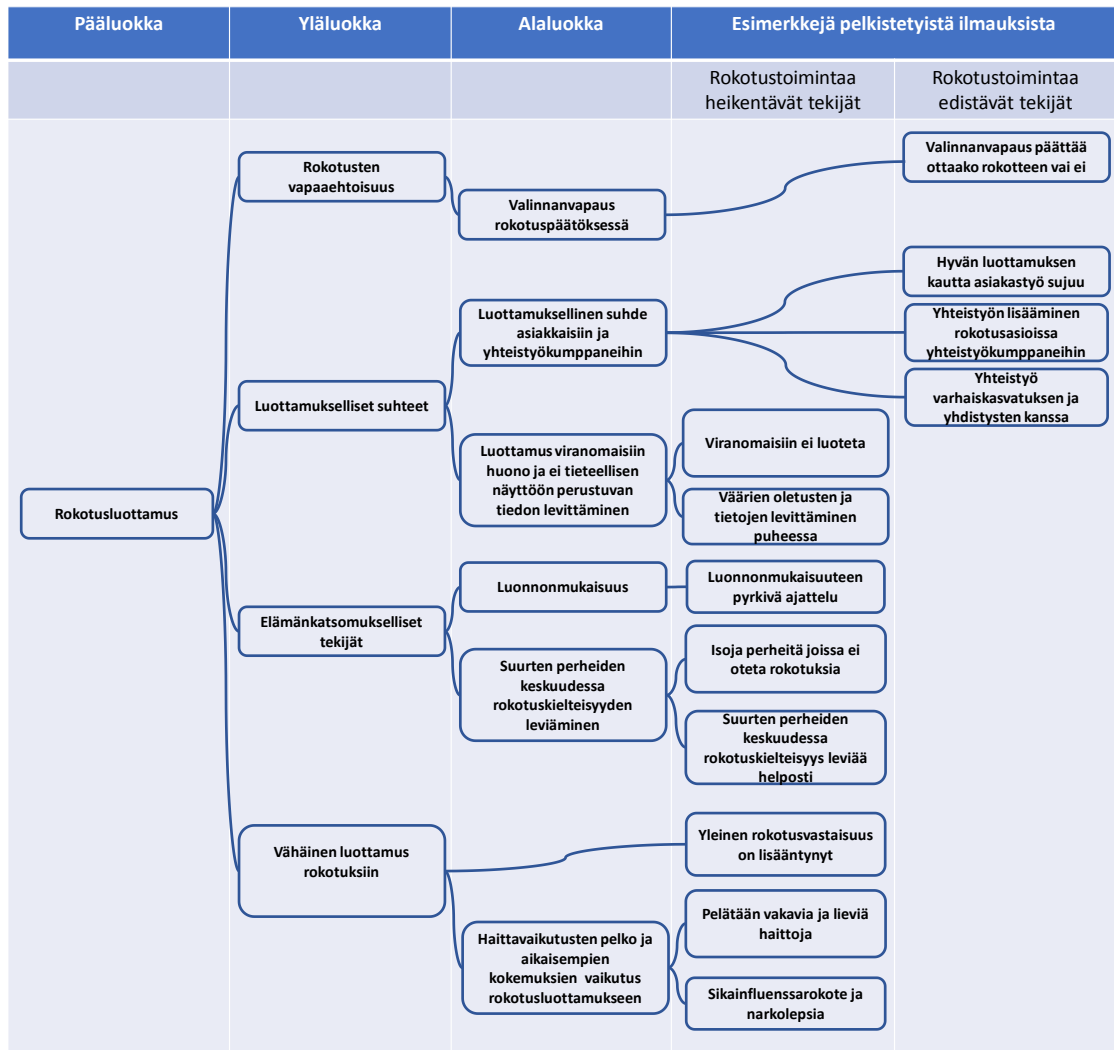 Pääluokka
Yläluokka
Alaluokka
Esimerkkejä pelkistetyistä ilmauksista
Rokotustoimintaa
heikentävät tekijät
Rokotustoimintaa
edistävät tekijät
Rokotusluottamus
Rokotusten
vapaaehtoisuus
Valinnanvapaus
rokotuspäätöksessä
Valinnanvapaus päättää
ottaako rokotteen vai ei
Luottamukselliset suhteet
Luottamuksellinen suhde
asiakkaisiin ja
yhteistyökumppaneihin
Hyvän luottamuksen
kautta asiakastyö sujuu
Yhteistyön lisääminen
rokotusasioissa
yhteistyökumppaneihin
Yhteistyö
varhaiskasvatuksen ja
yhdistysten kanssa
Luottamus viranomaisiin
huono ja ei tieteellisen
näyttöön perustuvan
tiedon levittäminen
Viranomaisiin ei luoteta
Väärien oletusten ja
tietojen levittäminen
puheessa
Elämänkatsomukselliset
tekijät
Luonnonmukaisuus
Luonnonmukaisuuteen
pyrkivä ajattelu
Suurten perheiden
keskuudessa
rokotuskielteisyyden
leviäminen
Isoja perheitä joissa ei
oteta rokotuksia
Suurten perheiden
keskuudessa
rokotuskielteisyys leviää
helposti
Vähäinen luottamus
rokotuksiin
Yleinen rokotusvastaisuus
on lisääntynyt
Haittavaikutusten pelko ja
aikaisempien
kokemuksien vaikutus
rokotusluottamukseen
Pelätään vakavia ja lieviä
haittoja
Sikainfluenssarokote ja
narkolepsia